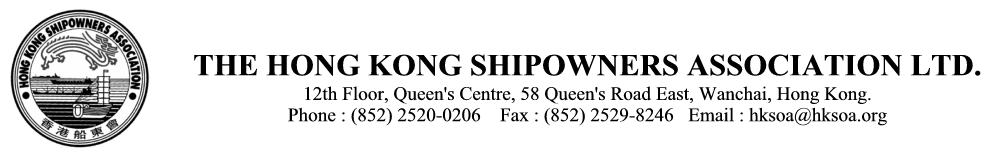 HONG KONG SHIPOWNERS ASSOCIATION
香港船東會
THE HONG KONG SHIPOWNERS ASSOCIATION LTD.
12th Floor, Queen's Centre, 58 Queen's Road East, Wanchai, Hong Kong.
Phone : (852) 2520-0206 Fax : (852) 2529-8246 Email : hksoa@hksoa.org